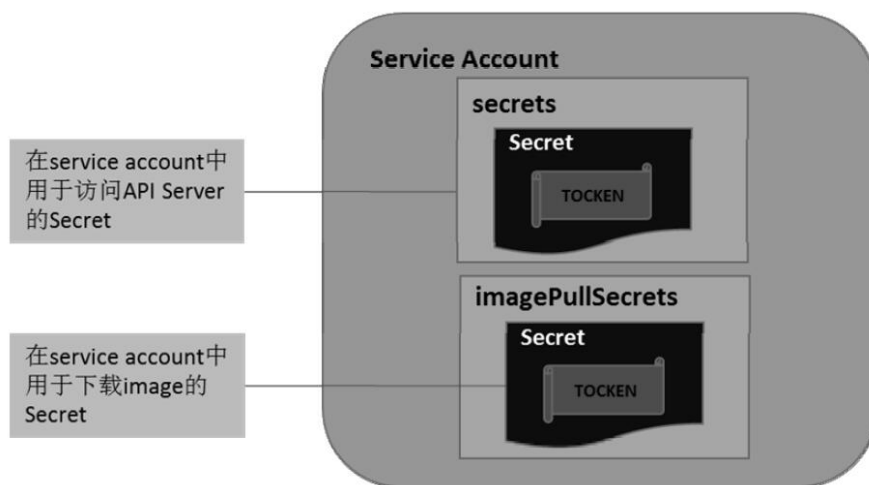 Service Account
secrets
Secret
TOCKEN
在service account中
用于访问API Server
的Secret
imagePullSecrets
Secret
TOCKEN
在service account中
用于下载image的
Secret